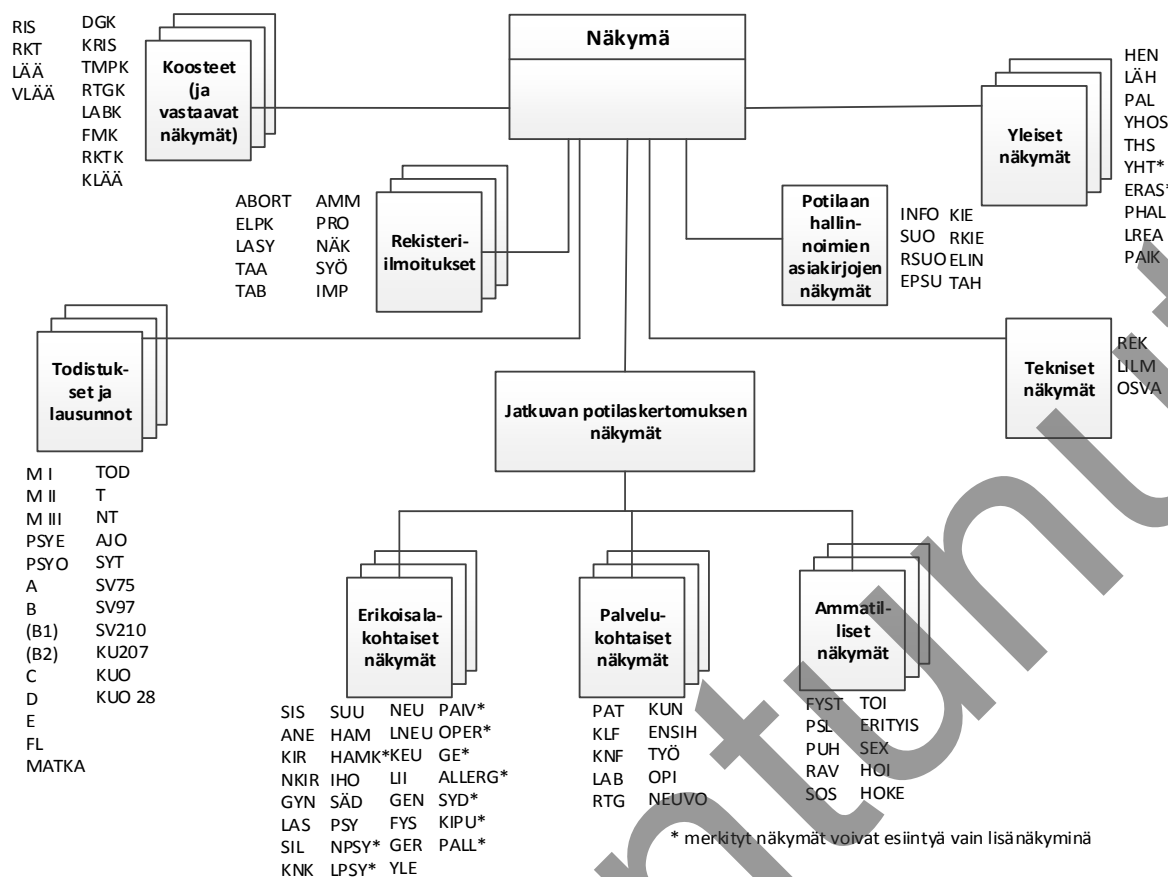 Näkymä
RIS
RKT
LÄÄ
VLÄÄ
DGK
KRIS
TMPK
RTGK
LABK
FMK
RKTK
KLÄÄ
Koosteet
(ja
vastaavat
näkymät)
Yleiset
näkymät
HEN
LÄH
PAL
YHOS
THS
YHT*
ERAS*
PHAL
LREA
PAIK
ABORT
ELPK
LASY
TAA
TAB
AMM
PRO
NÄK
SYÖ
IMP
Rekisteri-
ilmoitukset
Potilaan
hallin-
noimien
asiakirjojen
näkymät
INFO
SUO
RSUO
EPSU
KIE
RKIE
ELIN
TAH
Todistuk-
set ja
lausunnot
Tekniset
näkymät
REK
LILM
OSVA
Jatkuvan potilaskertomuksen
näkymät
M I
M II
M III
PSYE
PSYO
A
B
(B1)
(B2)
C
D
E
FL
MATKA
TOD
T
NT
AJO
SYT
SV75
SV97
SV210
KU207
KUO
KUO 28
Erikoisala-
kohtaiset
näkymät
Palvelu-
kohtaiset
näkymät
Ammatil-
liset
näkymät
SIS
ANE
KIR
NKIR
GYN
LAS
SIL
KNK
SUU
HAM
HAMK*
IHO
SÄD
PSY
NPSY*
LPSY*
NEU
LNEU
KEU
LII
GEN
FYS
GER
YLE
PAIV*
OPER*
GE*
ALLERG*
SYD*
KIPU*
PALL*
PAT
KLF
KNF
LAB
RTG
KUN
ENSIH
TYÖ
OPI
NEUVO
FYST
PSL
PUH
RAV
SOS
TOI
ERITYIS
SEX
HOI
HOKE
* merkityt näkymät voivat esiintyä vain lisänäkyminä